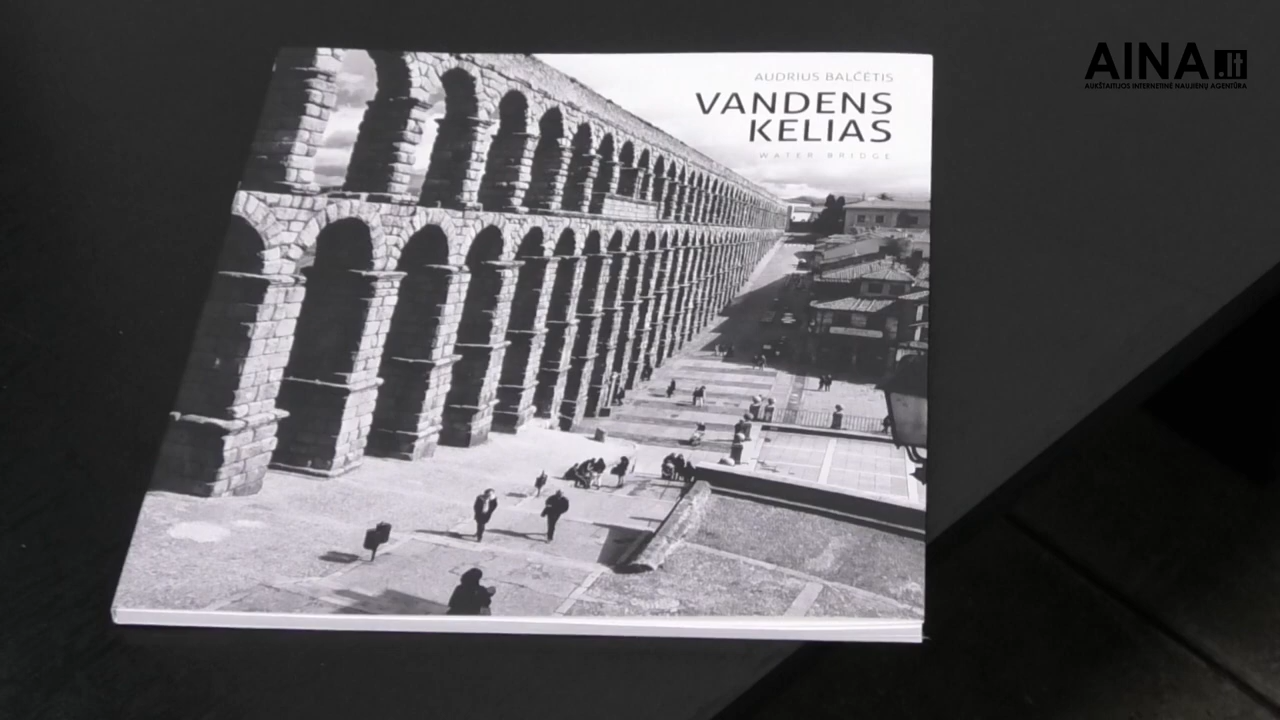 AUDRIUS BALČĖTIS
VANDENS
KELIAS
WATER BRIDGE
AINA.lt
AUKŠTAITIJOS INTERNETINĖ NAUJIENŲ AGENTŪRA